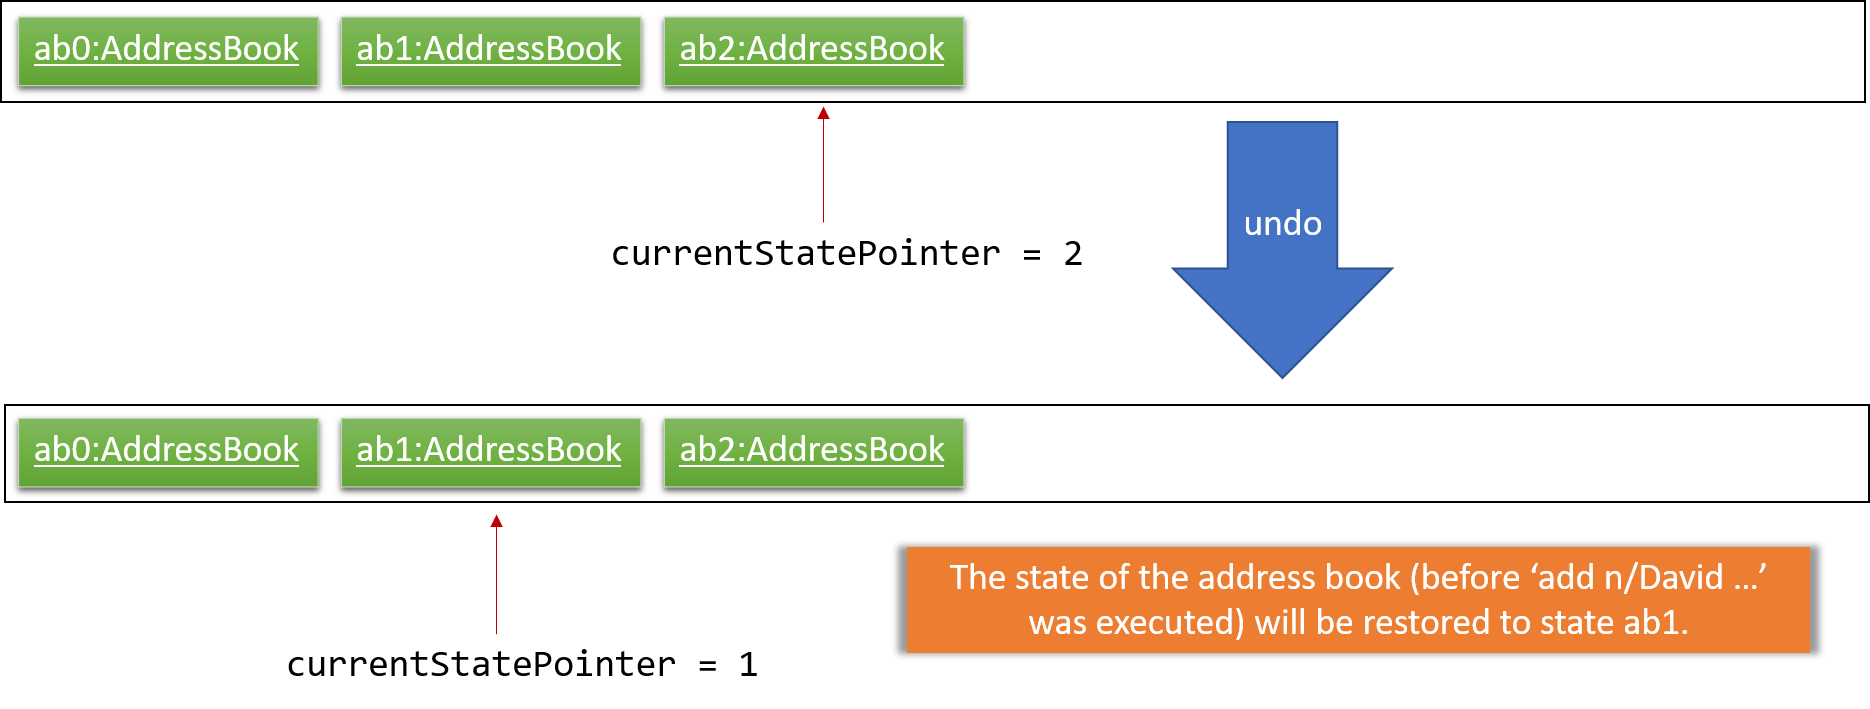 ab0:AddressBook ab1:AddressBook ab2:AddressBook
currentStatePointer = 2
undo
ab0:AddressBook ab1:AddressBook ab2:AddressBook
currentStatePointer = 1
The state of the address book (before ‘add n/David …’
was executed) will be restored to state ab1.